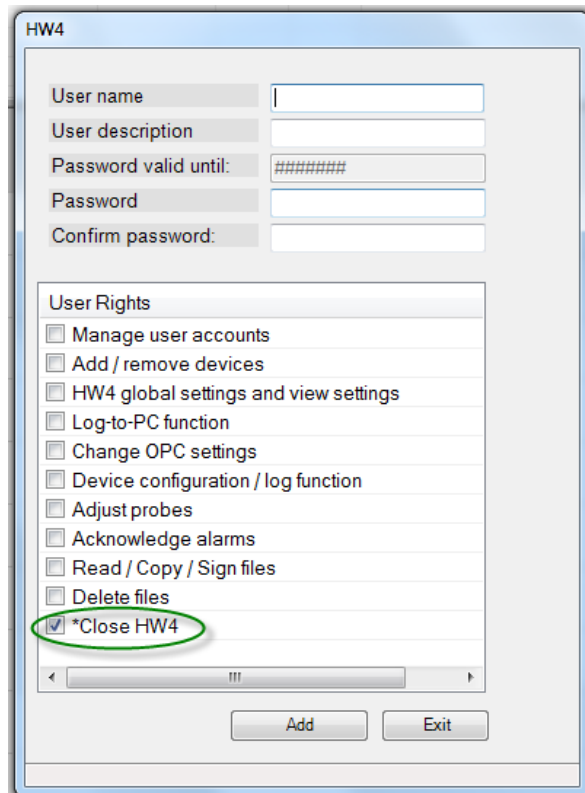 HW4
User name
User description
Password valid until: #######
Password
Confirm password:
User Rights
Manage user accounts
Add / remove devices
HW4 global settings and view settings
Log-to-PC function
Change OPC settings
Device configuration / log function
Adjust probes
Acknowledge alarms
Read / Copy / Sign files
Delete files
*Close HW4
Add Exit